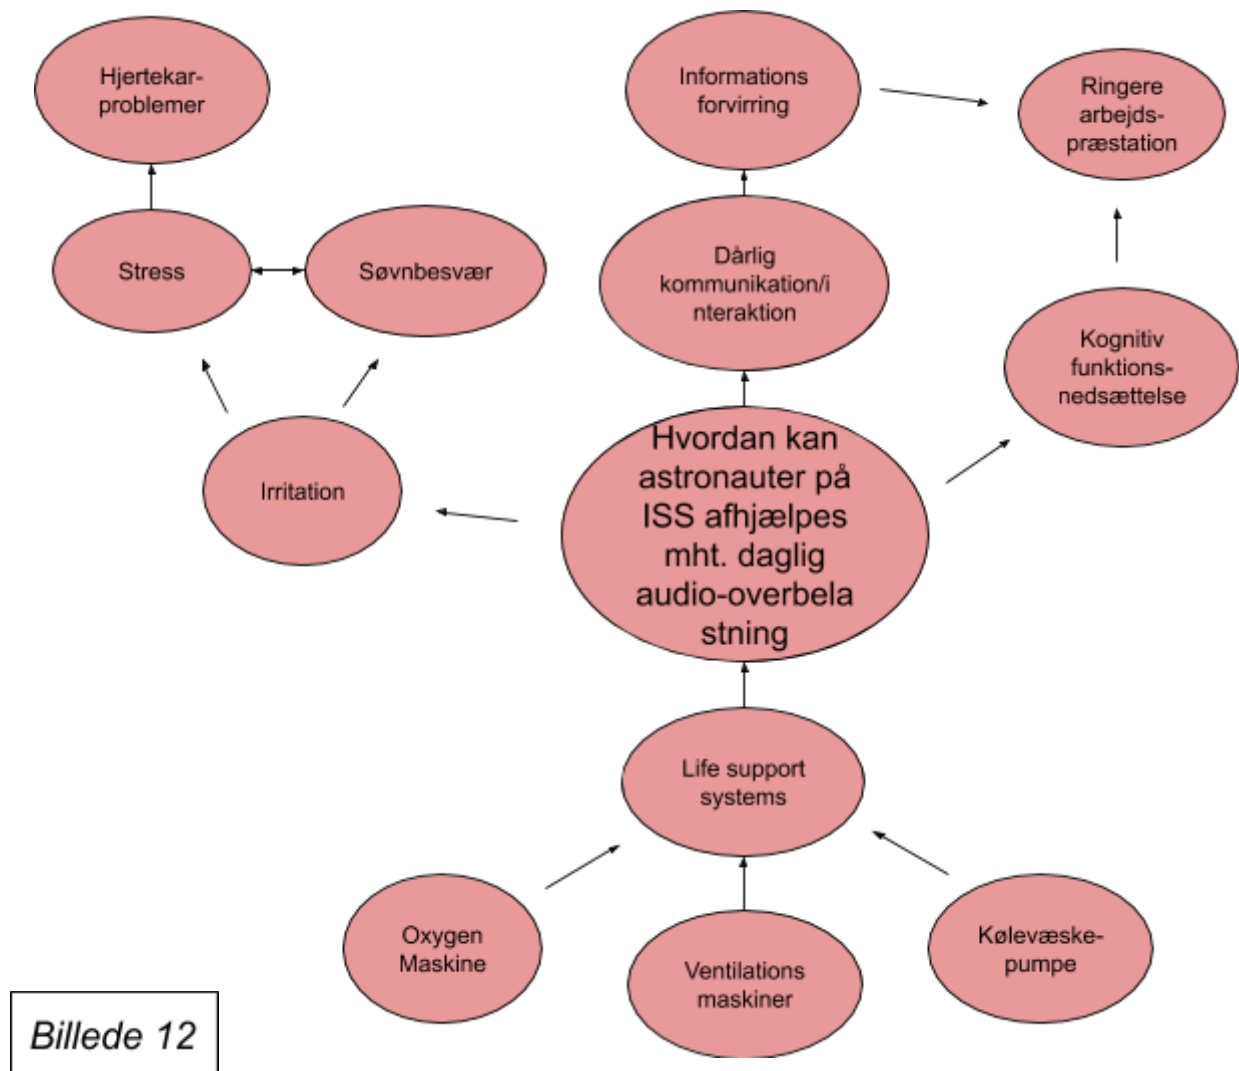 Hjertekar-
problemer
Informations
forvirring
Ringere
arbejds-
præstation
Stress
Søvnbesvær
Dårlig
kommunikation/i
nteraktion
Kognitiv
funktions-
nedsættelse
Irritation
Hvordan kan
astronauter på
ISS afhjælpes
mht. daglig
audio-overbela
stning
Life support
systems
Oxygen
Maskine
Ventilations
maskiner
Kølevæske-
pumpe
Billede 12